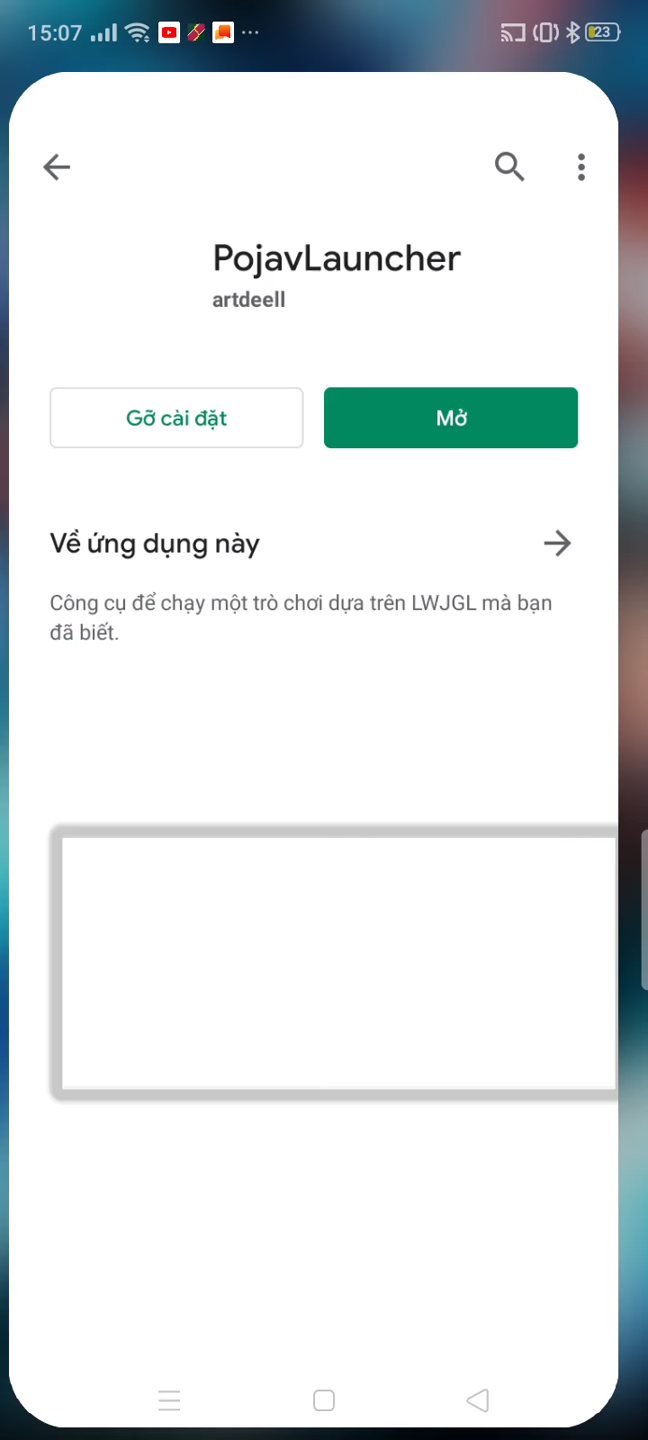 15:07
23
PojavLauncher
artdeell
Gỡ cài đặt
Mở
Về ứng dụng này
Công cụ để chạy một trò chơi dựa trên LWJGL mà bạn
đã biết.